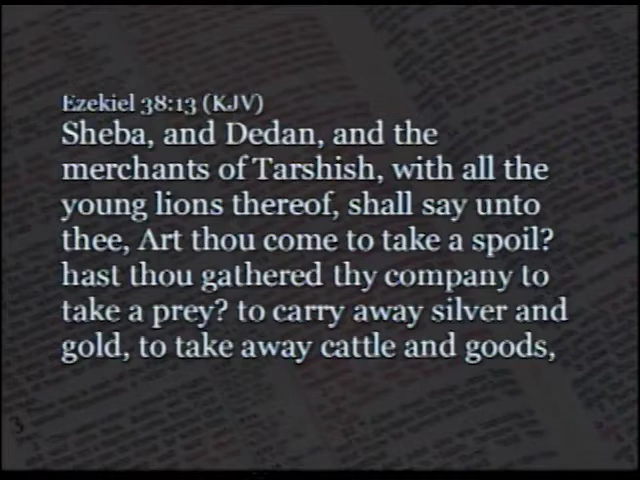 Ezekiel 38:13 (KJV)
Sheba, and Dedan, and the
merchants of Tarshish, with all the
young lions thereof, shall say unto
thee, Art thou come to take a spoil?
hast thou gathered thy company to
take a prey? to carry away silver and
gold, to take away cattle and goods,